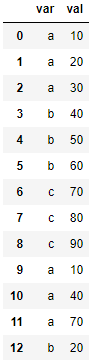 var val
0 a 10
1 a 20
2 a 30
3 b 40
4 b 50
5 b 60
6 c 70
7 c 80
8 c 90
9 a 10
10 a 40
11 a 70
12 b 20